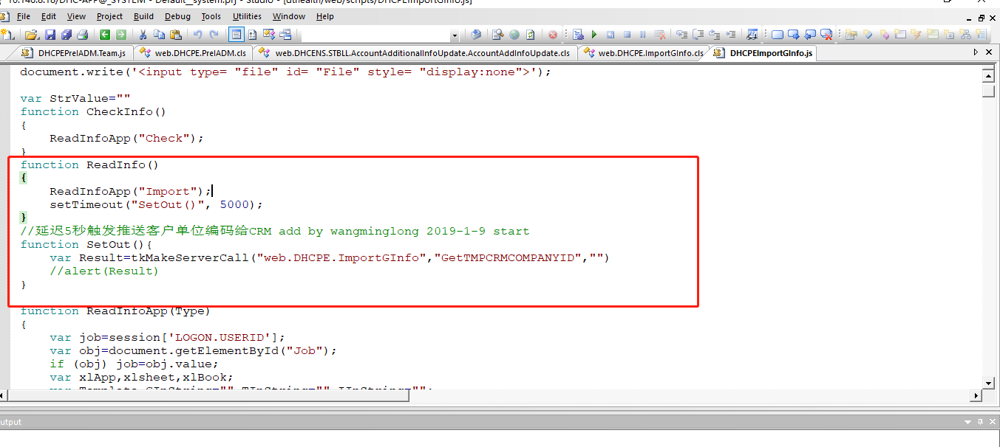 10.140.8.18/DHC-APP@_SYSTEM - Default__system.prj - Studio - [dthealth/web/scripts/DHCPEImportGInfo.js]
File Edit View Project Build Debug Tools Utilities Window Help
DHCPEPreIADM.Team.js web.DHCPE.PreIADM.cls web.DHCENS.STBLL.AccountAdditionalInfoUpdate.AccountAddInfoUpdate.cls web.DHCPE.ImportGInfo.cls DHCPEImportGInfo.js
document.write('<input type= "file" id= "File" style= "display:none">');
var StrValue=""
function CheckInfo()
{
ReadInfoApp("Check");
}
function ReadInfo()
{
ReadInfoApp("Import");
setTimeout("SetOut()", 5000);
}
//延迟5秒触发推送客户单位编码给CRM add by wangminglong 2019-1-9 start
function SetOut(){
var Result=tkMakeServerCall("web.DHCPE.ImportGInfo","GetTMPCRMCOMPANYID","")
//alert(Result)
}
function ReadInfoApp(Type)
{
var job=session['LOGON.USERID'];
var obj=document.getElementById("Job");
if (obj) job=obj.value;
var xlApp,xlsheet,xlBook;
utput